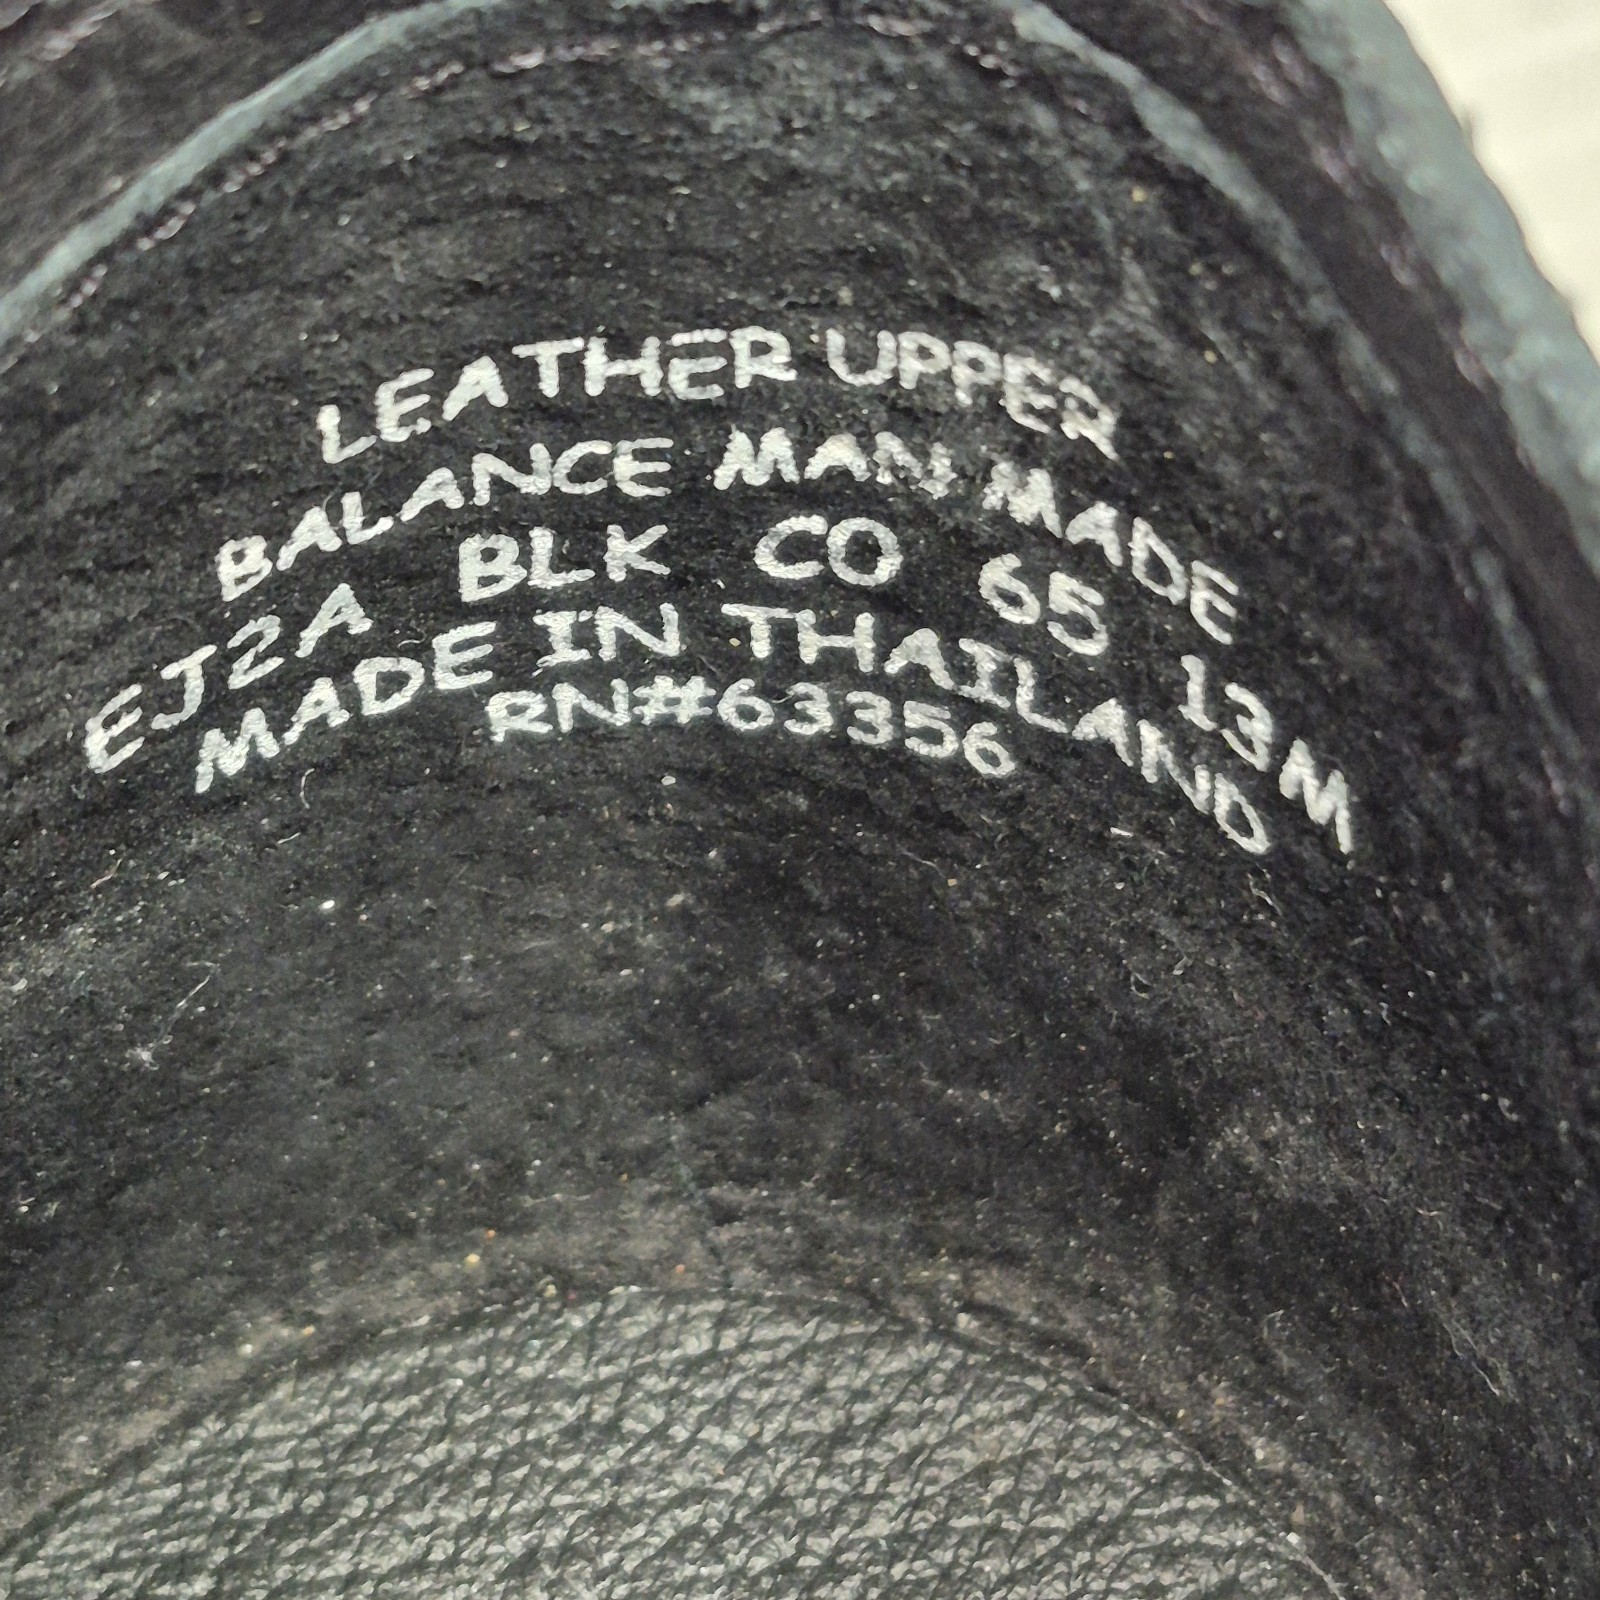 LEATHER UPPER
BALANCE MAN MADE
EJ2A BLK CO 65 13M
MADE IN THAILAND
RN#63356